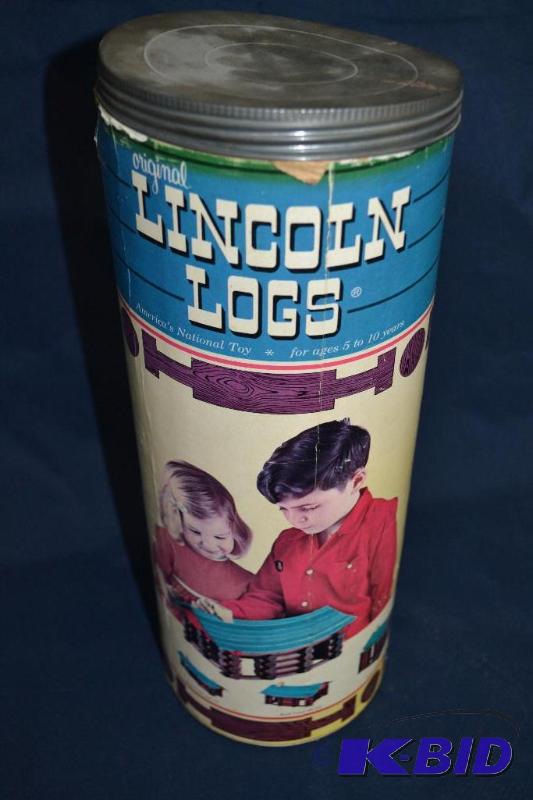 original
LINCOLN
LOGS®
America's National Toy * for ages 5 to 10 years
K-BID